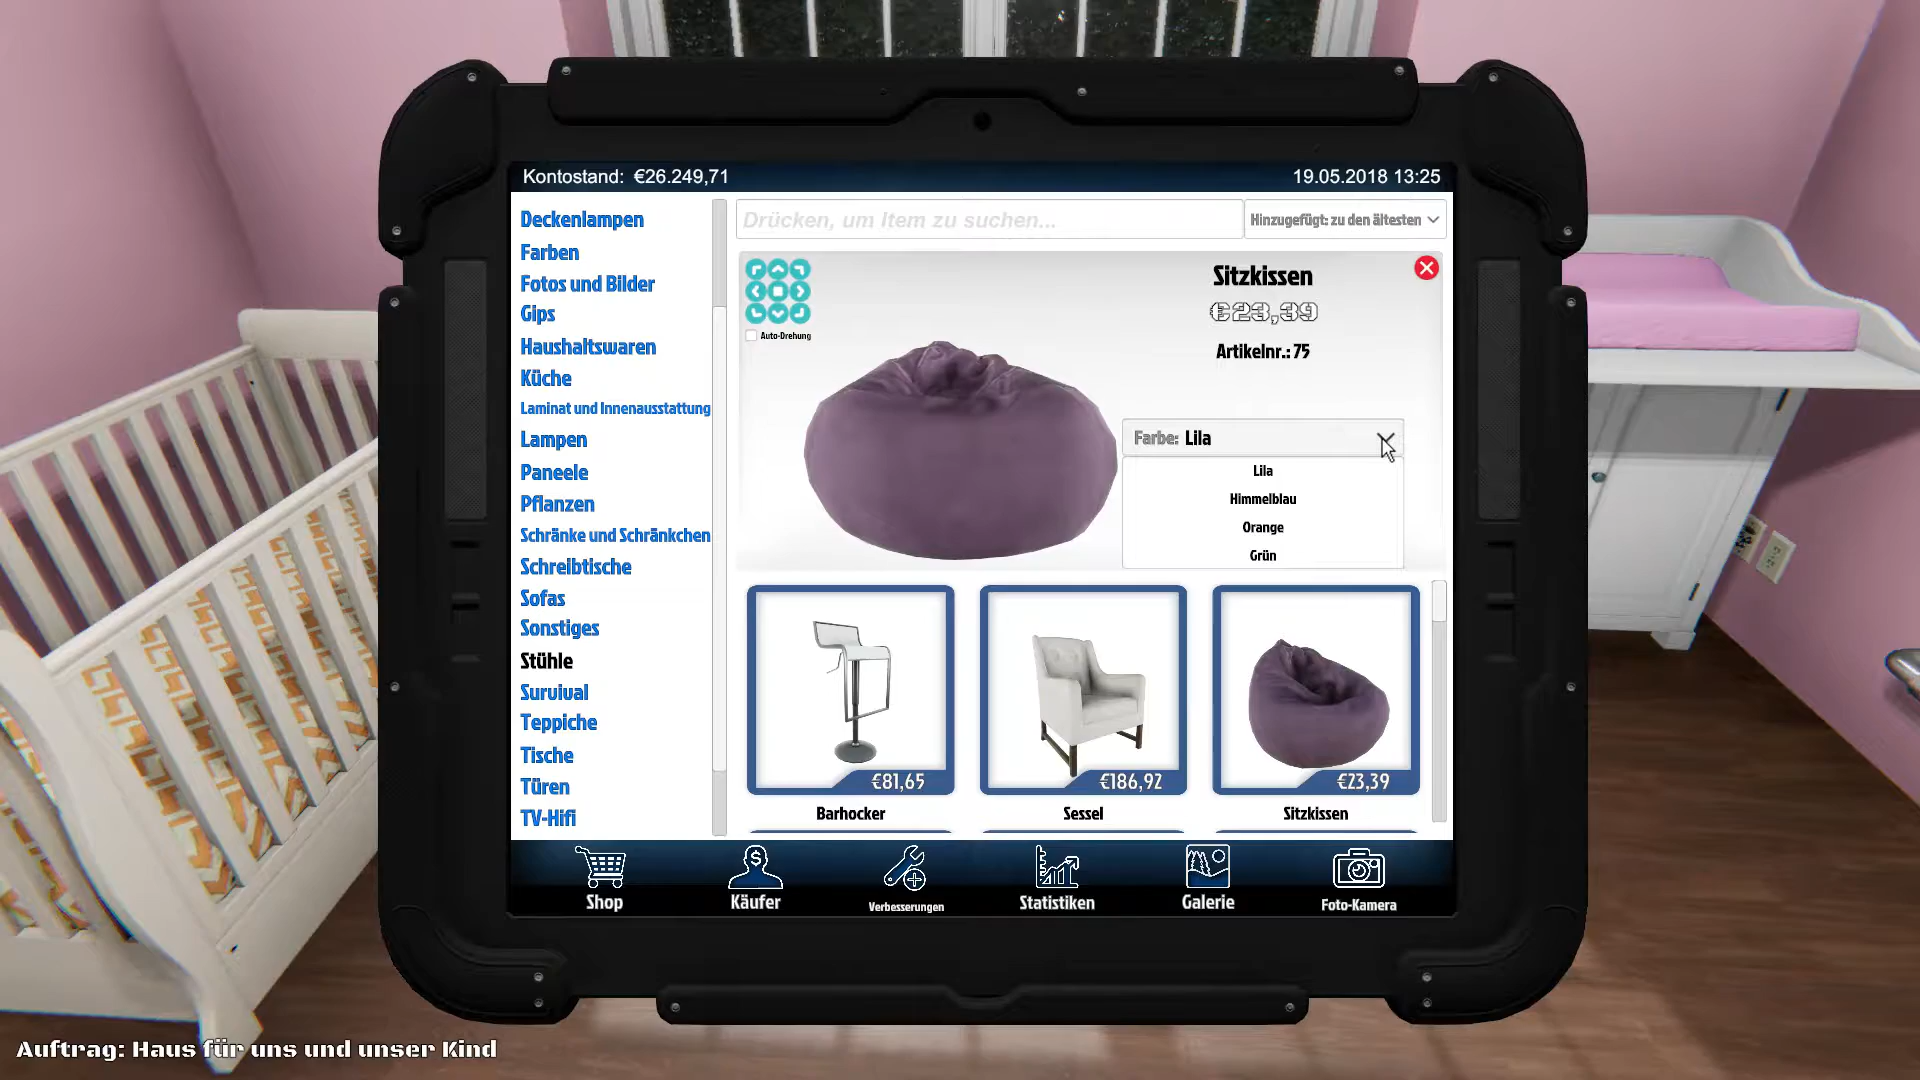 Kontostand: €26.249,71
19.05.2018 13:25
Deckenlampen
Farben
Fotos und Bilder
Gips
Haushaltswaren
Küche
Laminat und Innenausstattung
Lampen
Paneele
Pflanzen
Schränke und Schränkchen
Schreibtische
Sofas
Sonstiges
Stühle
Survival
Teppiche
Tische
Türen
TV-Hifi
Drücken, um Item zu suchen...
Hinzugefügt: zu den ältesten
Auto-Drehung
Sitzkissen
€23,39
Artikelnr.: 75
Farbe: Lila
Lila
Himmelblau
Orange
Grün
€81,65
Barhocker
€186,92
Sessel
€23,39
Sitzkissen
Shop
Käufer
Verbesserungen
Statistiken
Galerie
Foto-Kamera
Auftrag: Haus für uns und unser Kind